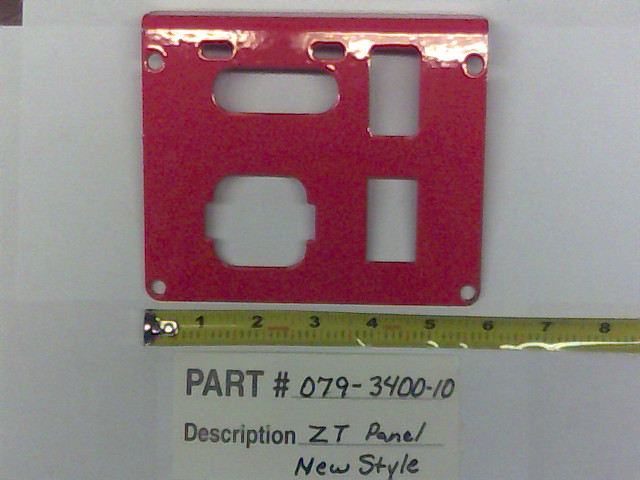 1 2 3 4 5 6 7 8
PART # 079-3400-10
Description ZT Panel
New Style